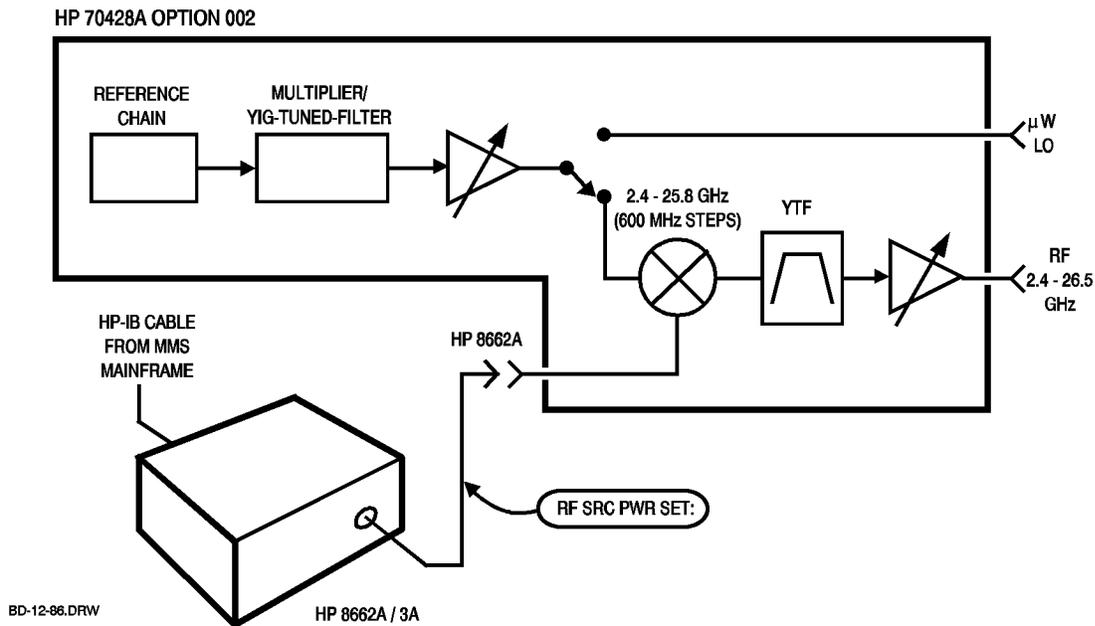 HP 70428A OPTION 002
REFERENCE
CHAIN
MULTIPLIER/
YIG-TUNED-FILTER
µW
LO
2.4 - 25.8 GHz
(600 MHz STEPS)
YTF
RF
2.4 - 26.5
GHz
HP-IB CABLE
FROM MMS
MAINFRAME
HP 8662A
RF SRC PWR SET:
HP 8662A / 3A
BD-12-86.DRW